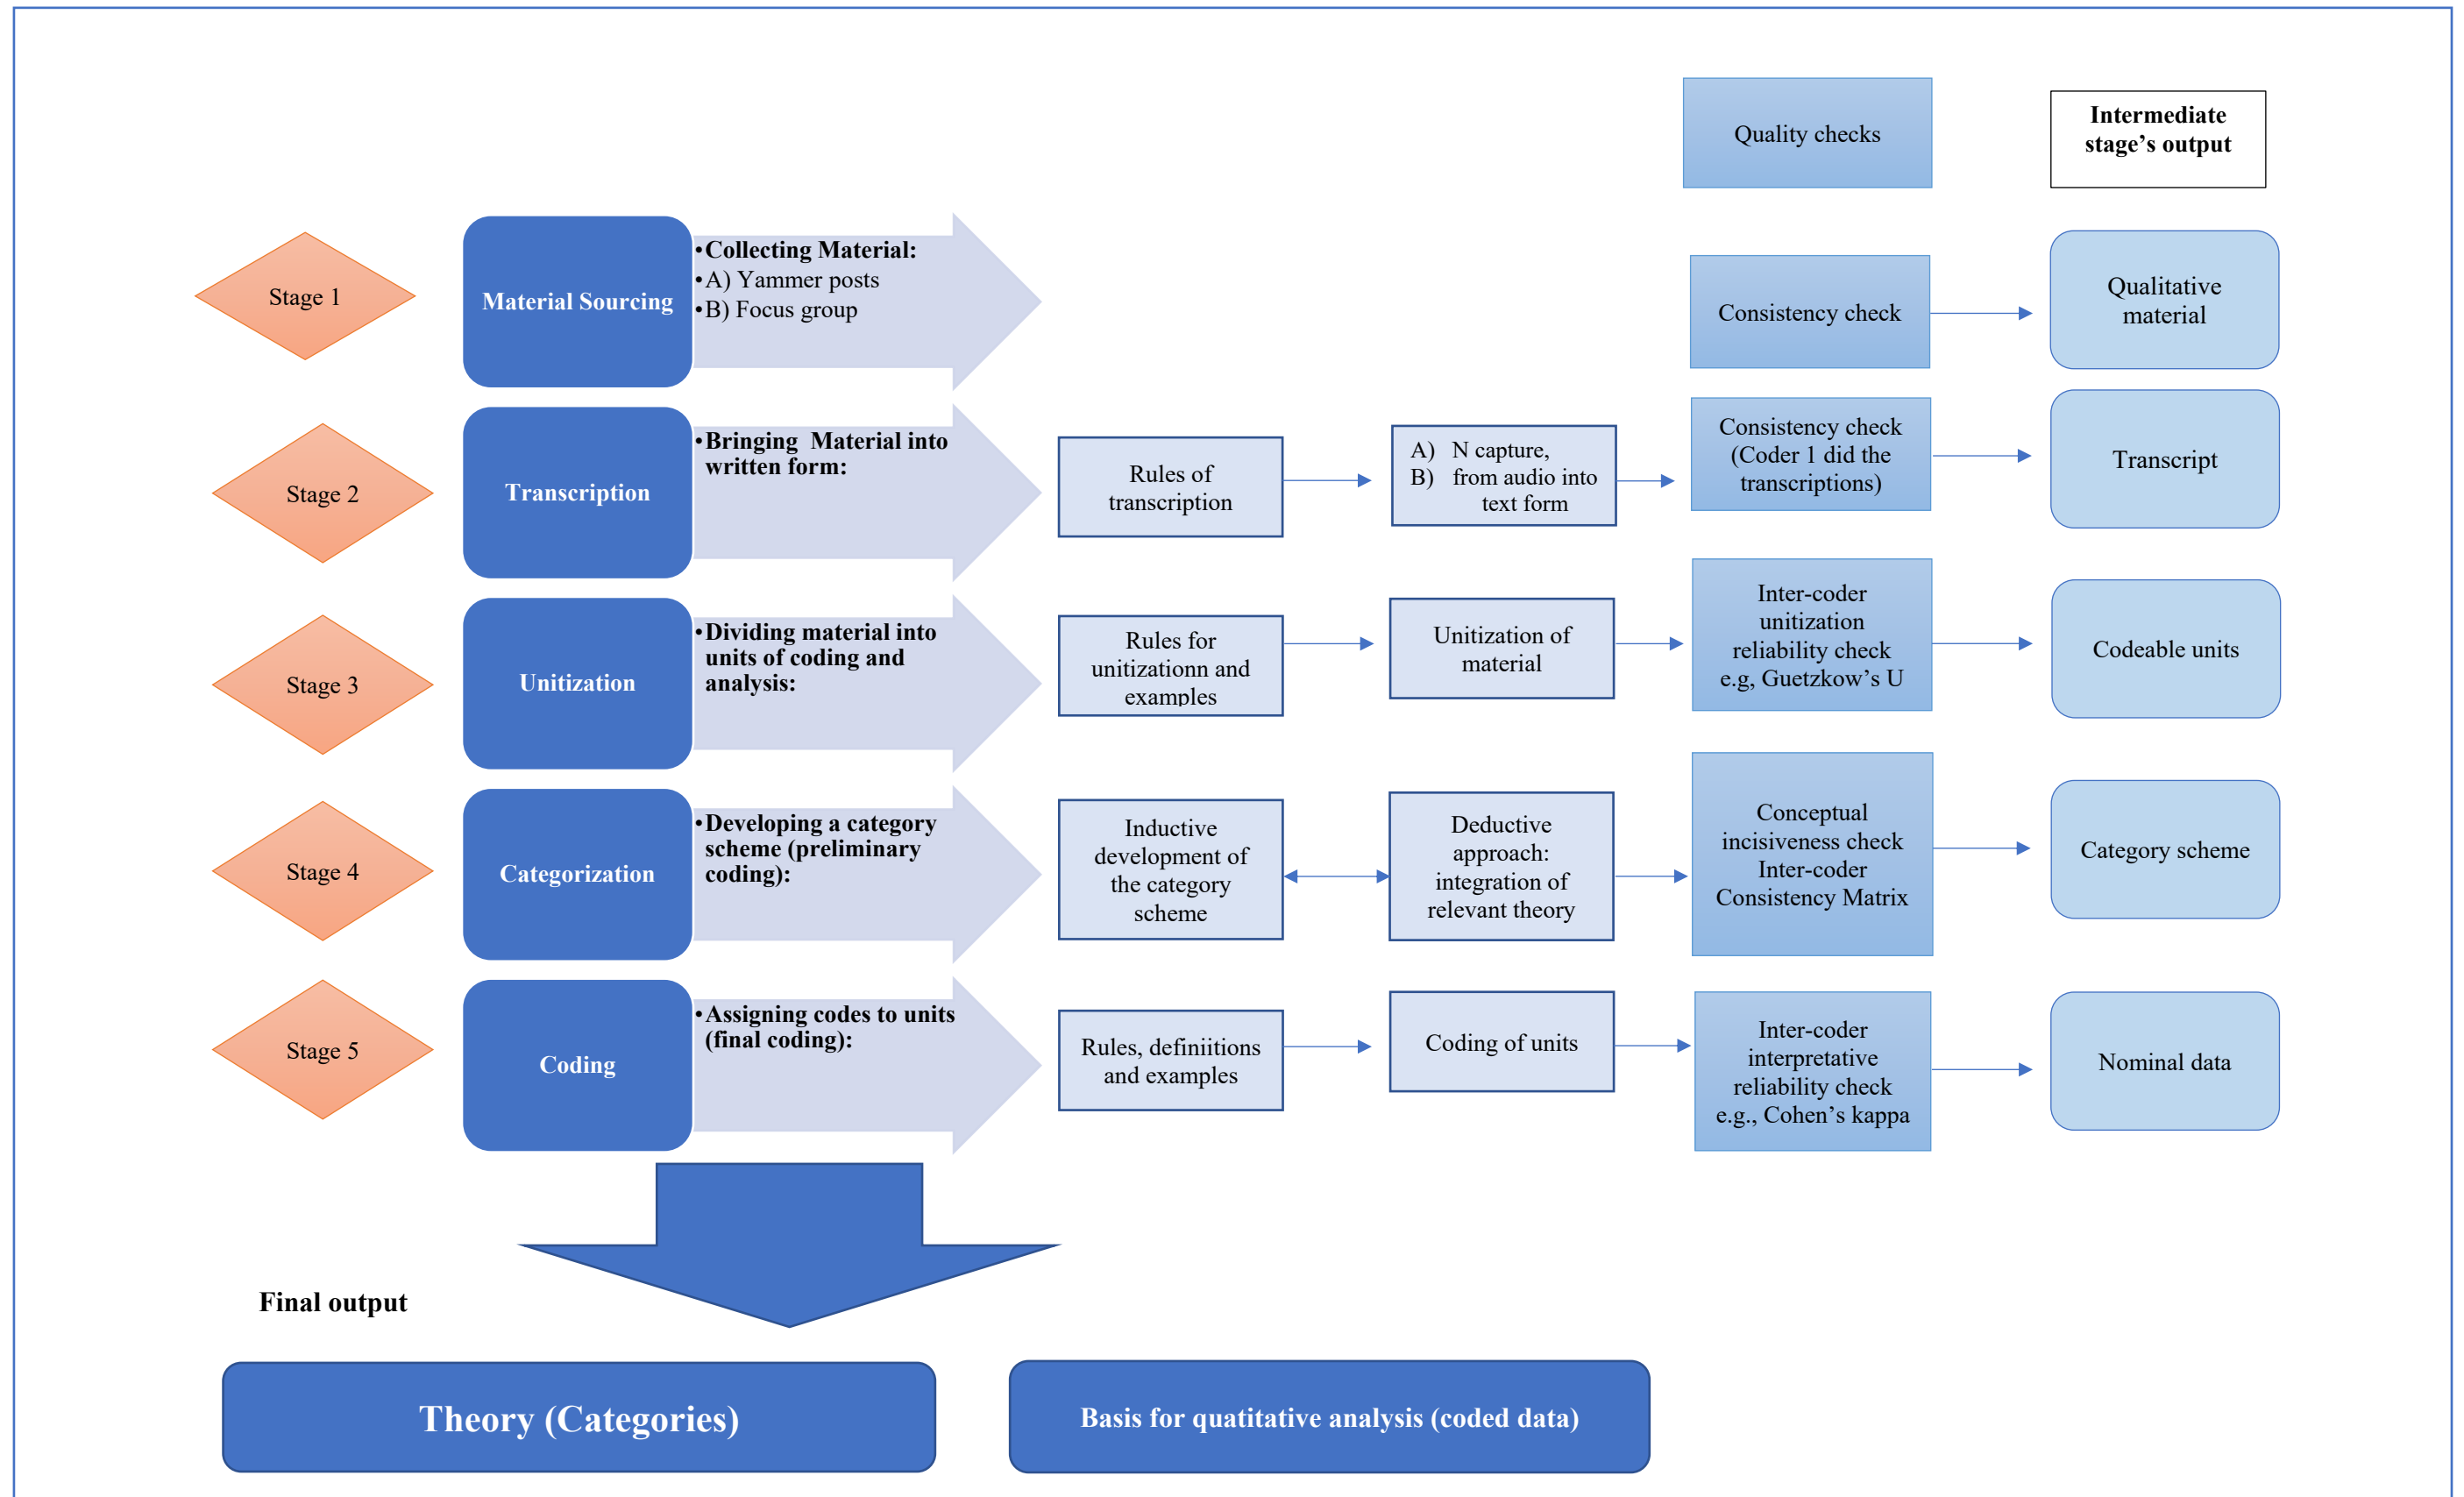 Quality checks
Intermediate
stage’s output
Stage 1
Material Sourcing
•Collecting Material:
•A) Yammer posts
•B) Focus group
Consistency check
Qualitative
material
Stage 2
Transcription
•Bringing Material into
written form:
Rules of
transcription
A) N capture,
B) from audio into
text form
Consistency check
(Coder 1 did the
transcriptions)
Transcript
Stage 3
Unitization
•Dividing material into
units of coding and
analysis:
Rules for
unitizationn and
examples
Unitization of
material
Inter-coder
unitization
reliability check
e.g, Guetzkow’s U
Codeable units
Stage 4
Categorization
•Developing a category
scheme (preliminary
coding):
Inductive
development of
the category
scheme
Deductive
approach:
integration of
relevant theory
Conceptual
incisiveness check
Inter-coder
Consistency Matrix
Category scheme
Stage 5
Coding
•Assigning codes to units
(final coding):
Rules, definiitions
and examples
Coding of units
Inter-coder
interpretative
reliability check
e.g., Cohen’s kappa
Nominal data
Final output
Theory (Categories)
Basis for quatitative analysis (coded data)